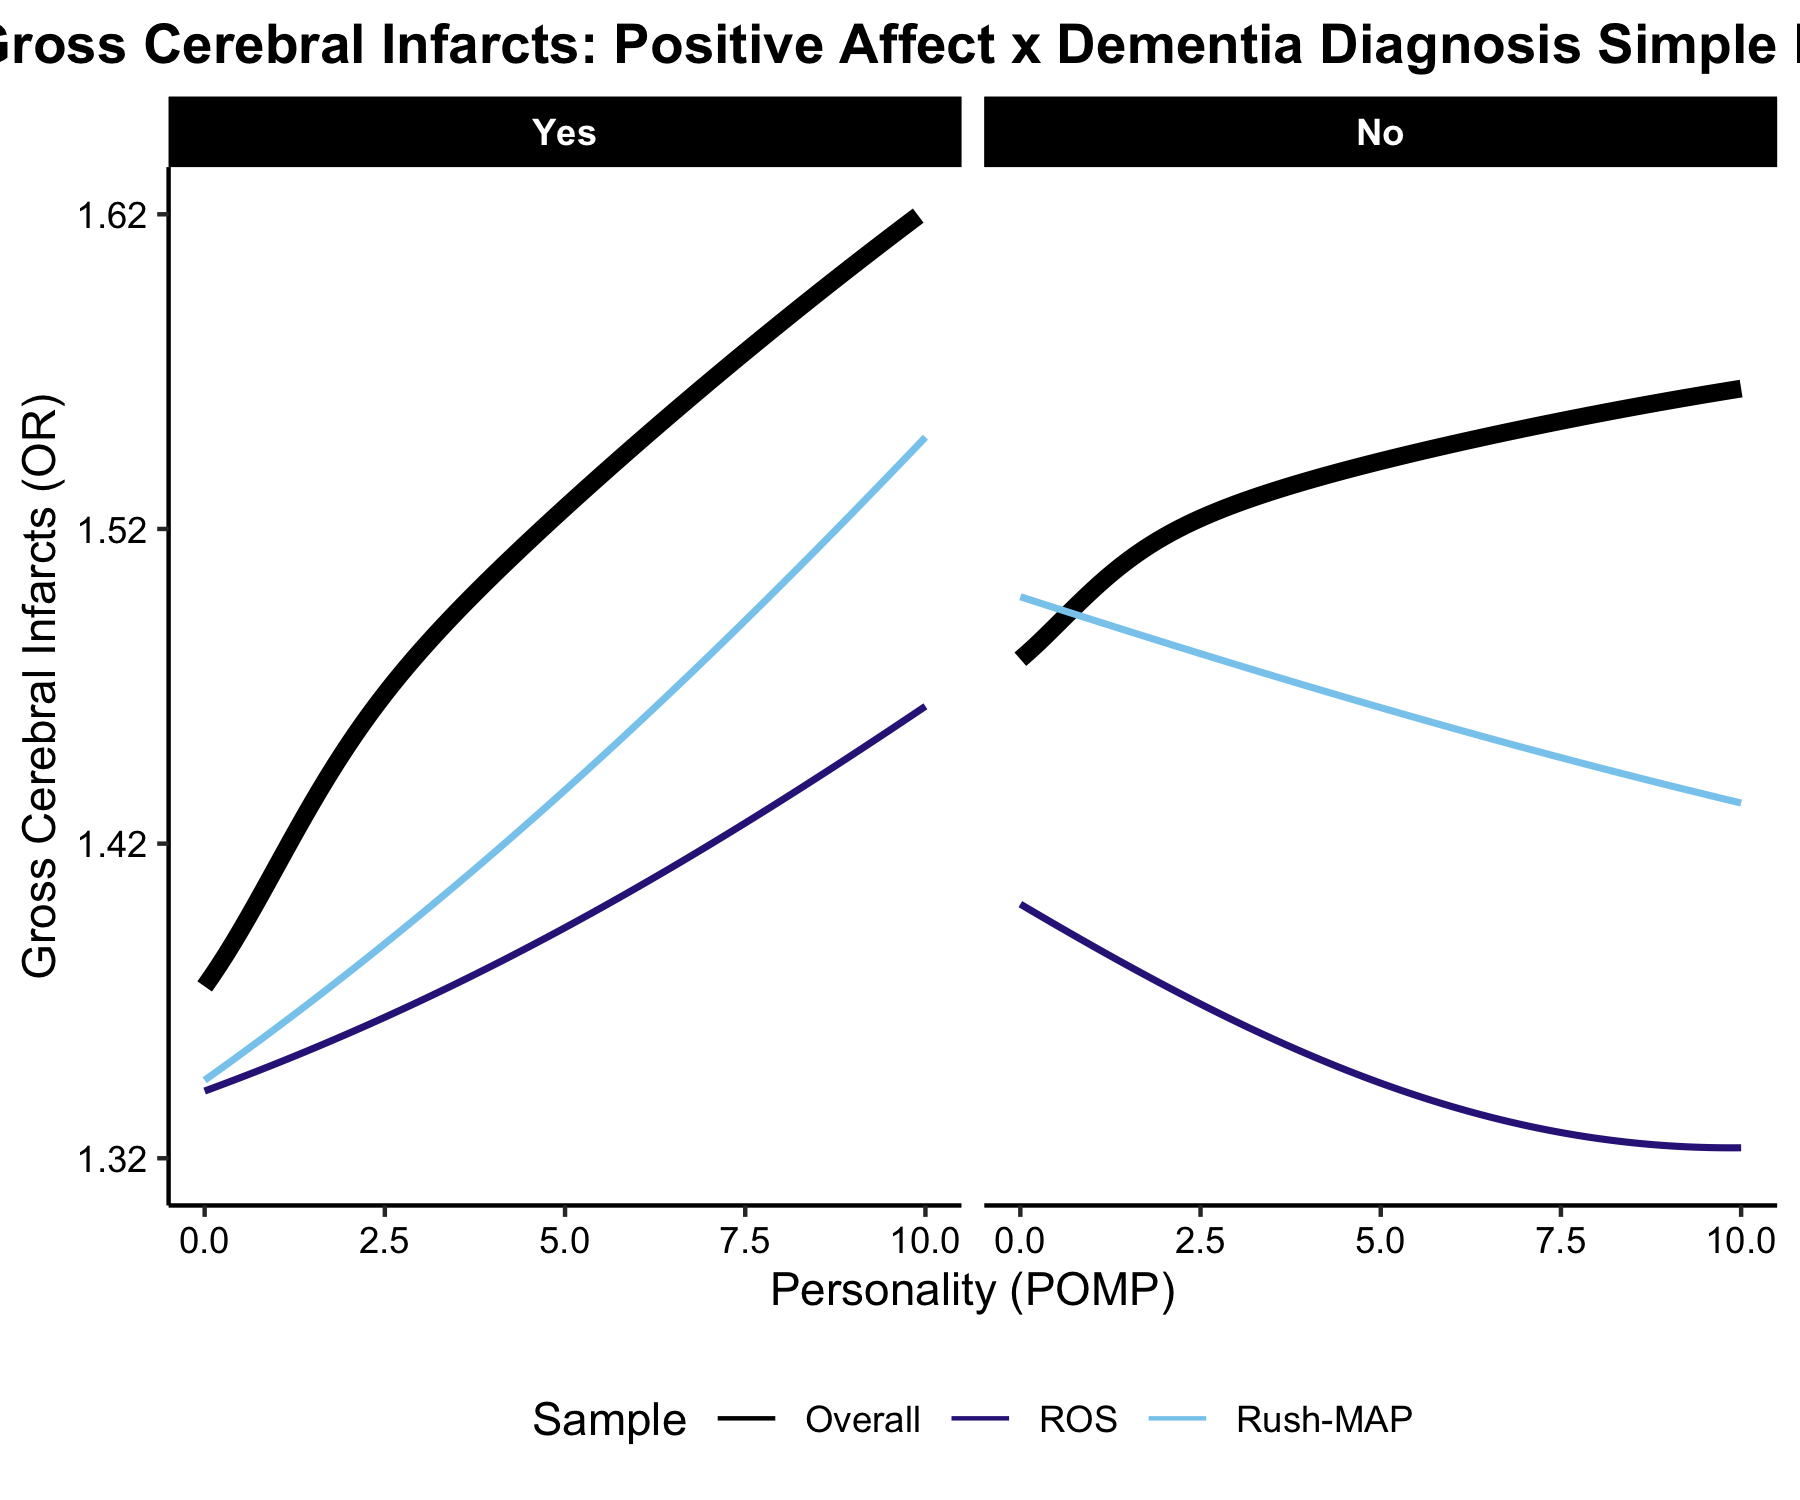 Gross Cerebral Infarcts: Positive Affect x Dementia Diagnosis Simple
Yes
No
Gross Cerebral Infarcts (OR)
1.62
1.52
1.42
1.32
0.0 2.5 5.0 7.5 10.0 0.0 2.5 5.0 7.5 10.0
Personality (POMP)
Sample Overall ROS Rush-MAP